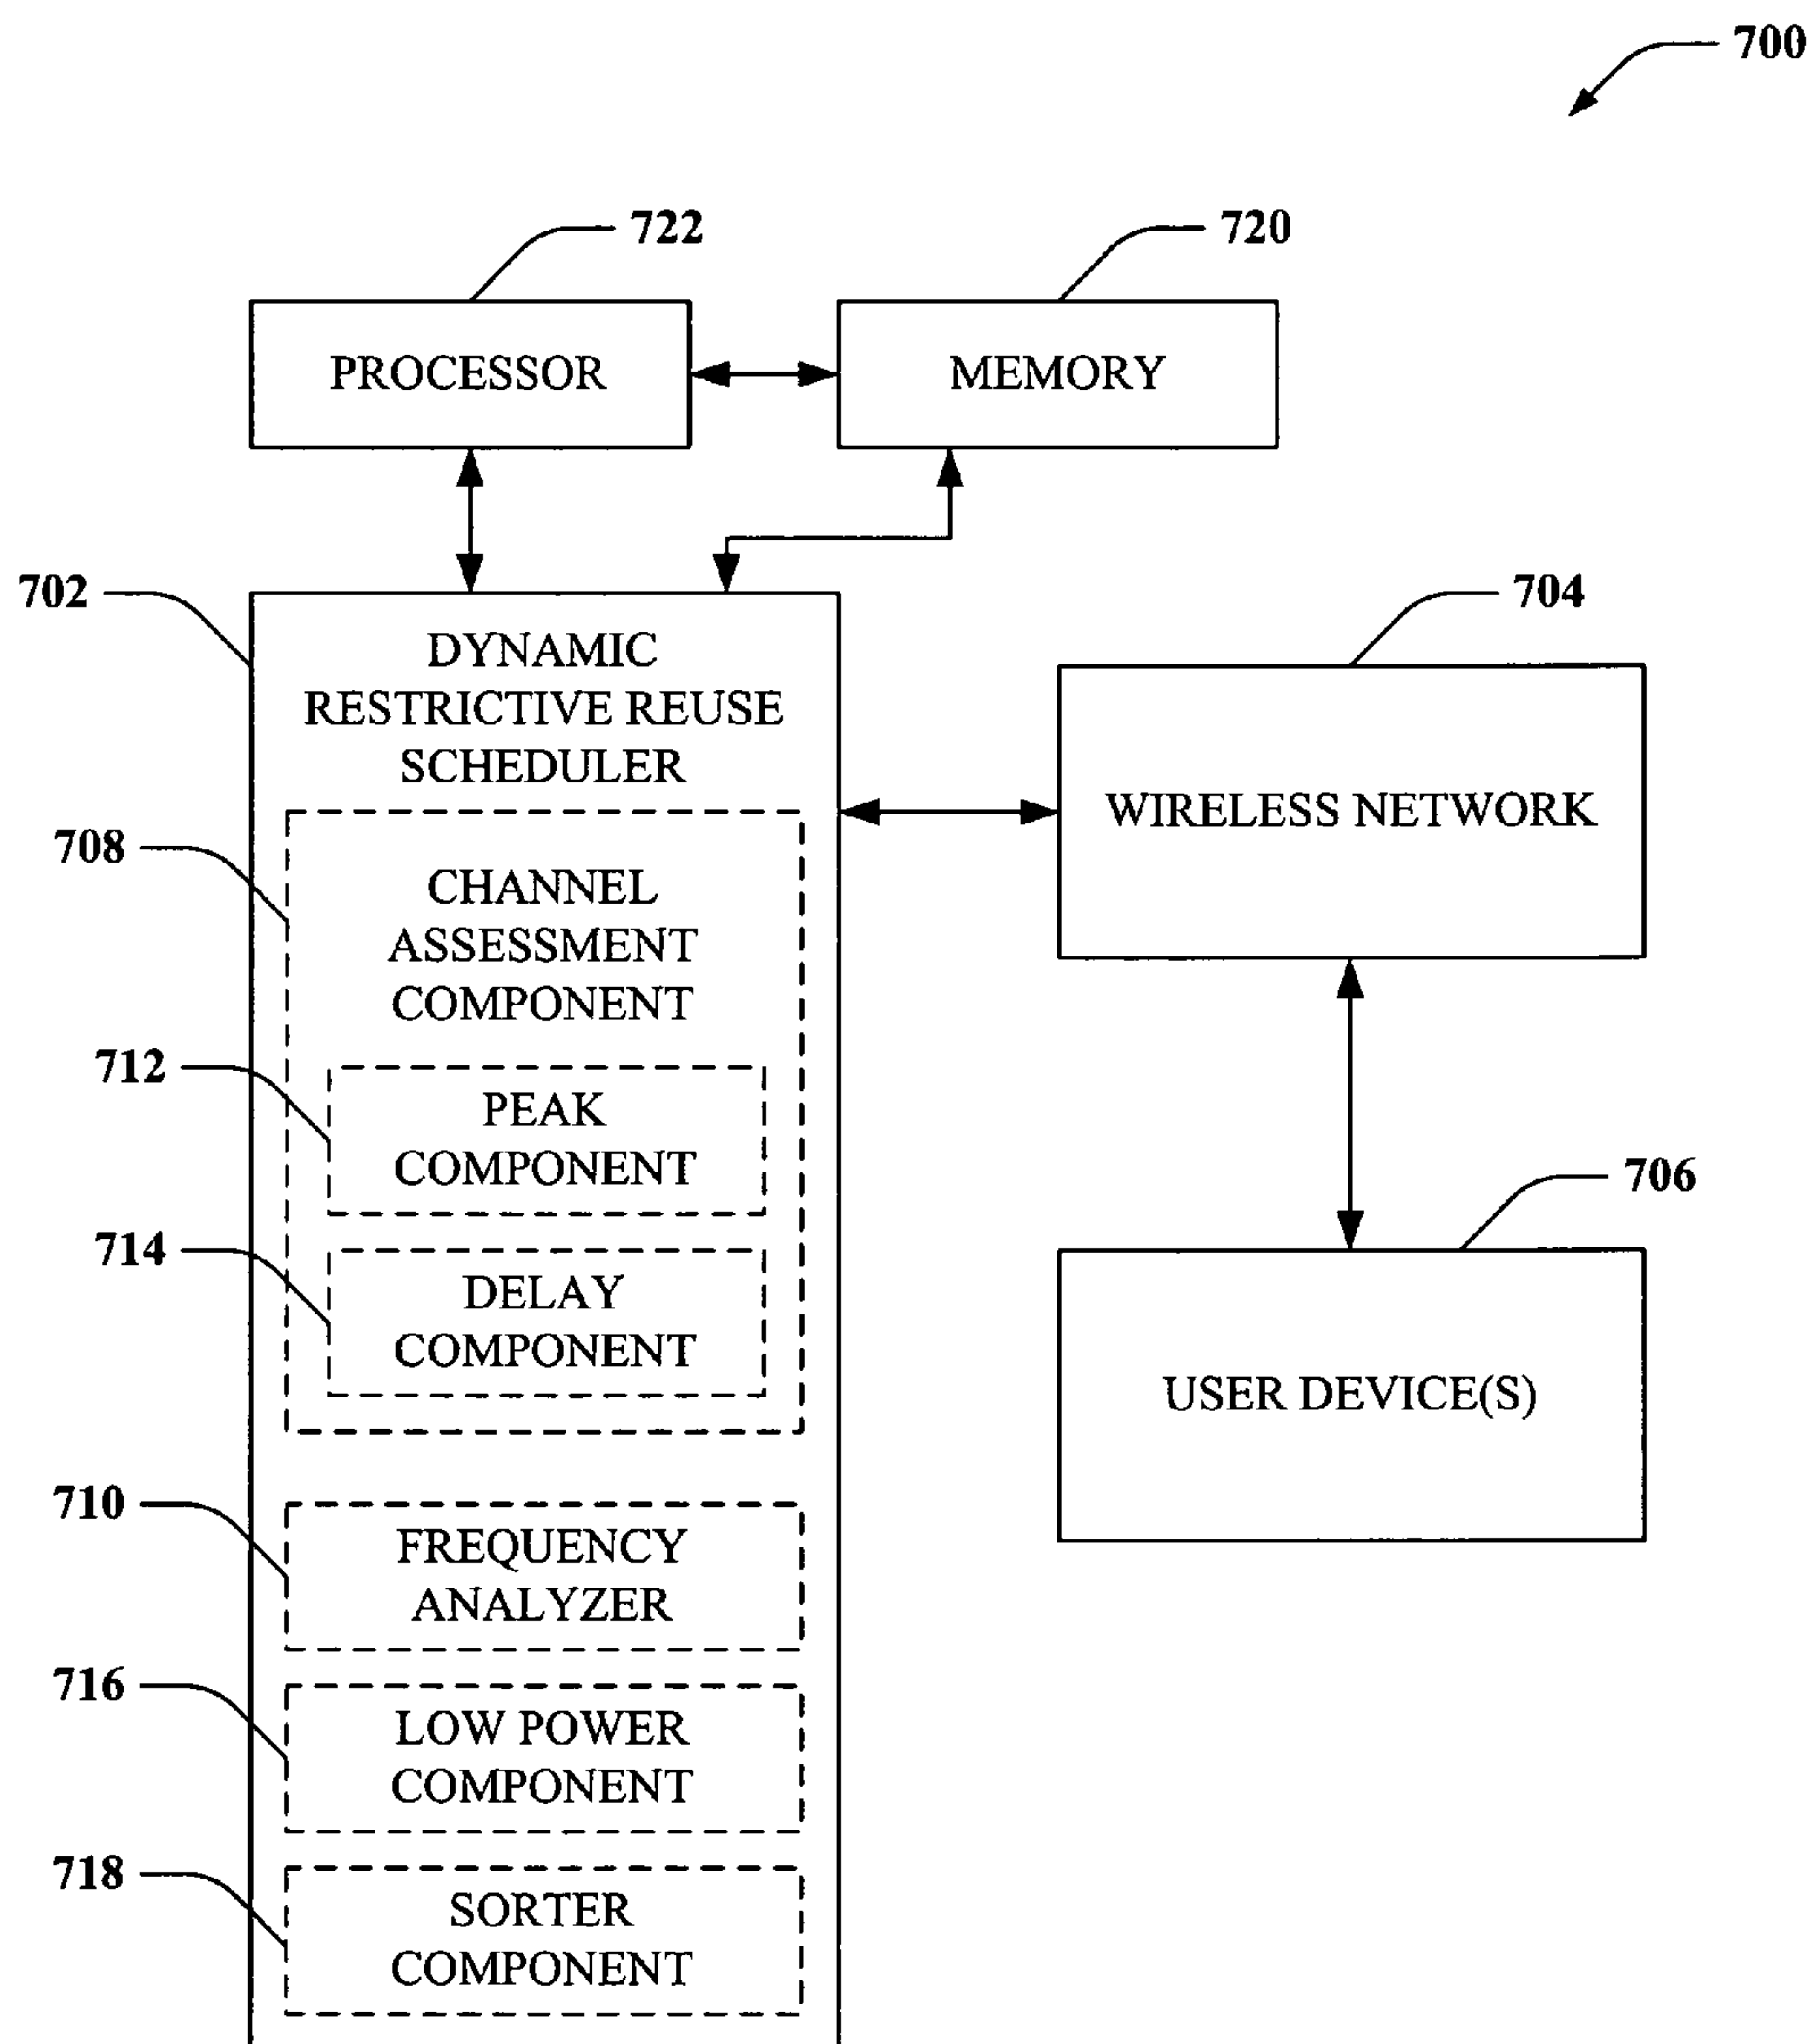 700
722
720
PROCESSOR
MEMORY
702
704
DYNAMIC
RESTRICTIVE REUSE
SCHEDULER
WIRELESS NETWORK
708
CHANNEL
ASSESSMENT
COMPONENT
712
PEAK
COMPONENT
706
714
DELAY
COMPONENT
USER DEVICE(S)
710
FREQUENCY
ANALYZER
716
LOW POWER
COMPONENT
718
SORTER
COMPONENT